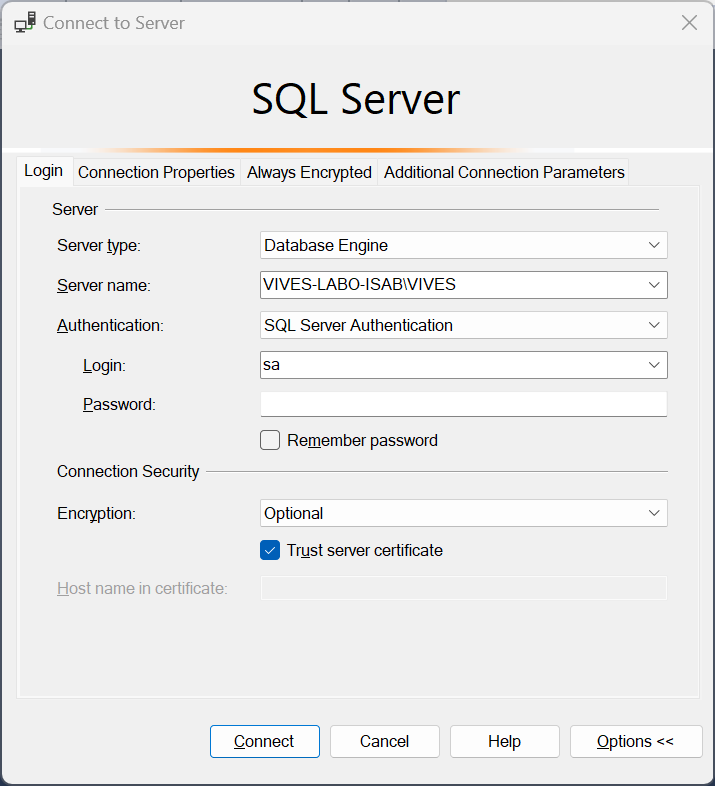 Connect to Server
SQL Server
Login Connection Properties Always Encrypted Additional Connection Parameters
Server
Server type: Database Engine
Server name: VIVES-LABO-ISAB\VIVES
Authentication: SQL Server Authentication
Login: sa
Password:
Remember password
Connection Security
Encryption: Optional
Trust server certificate
Host name in certificate:
Connect Cancel Help Options <<